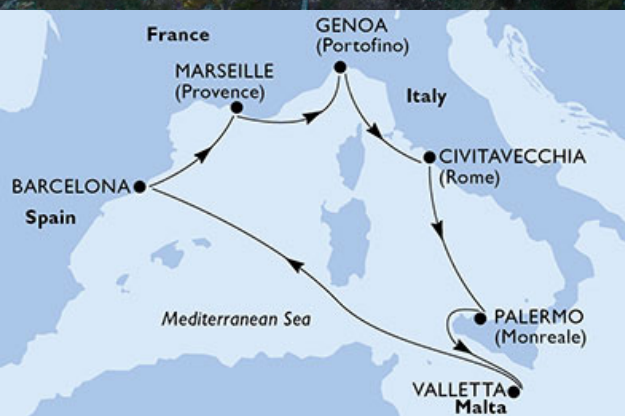 France
GENOA
(Portofino)
MARSEILLE
(Provence)
Italy
CIVITAVECCHIA
(Rome)
BARCELONA
Spain
Mediterranean Sea
PALERMO
(Monreale)
VALLETTA
Malta